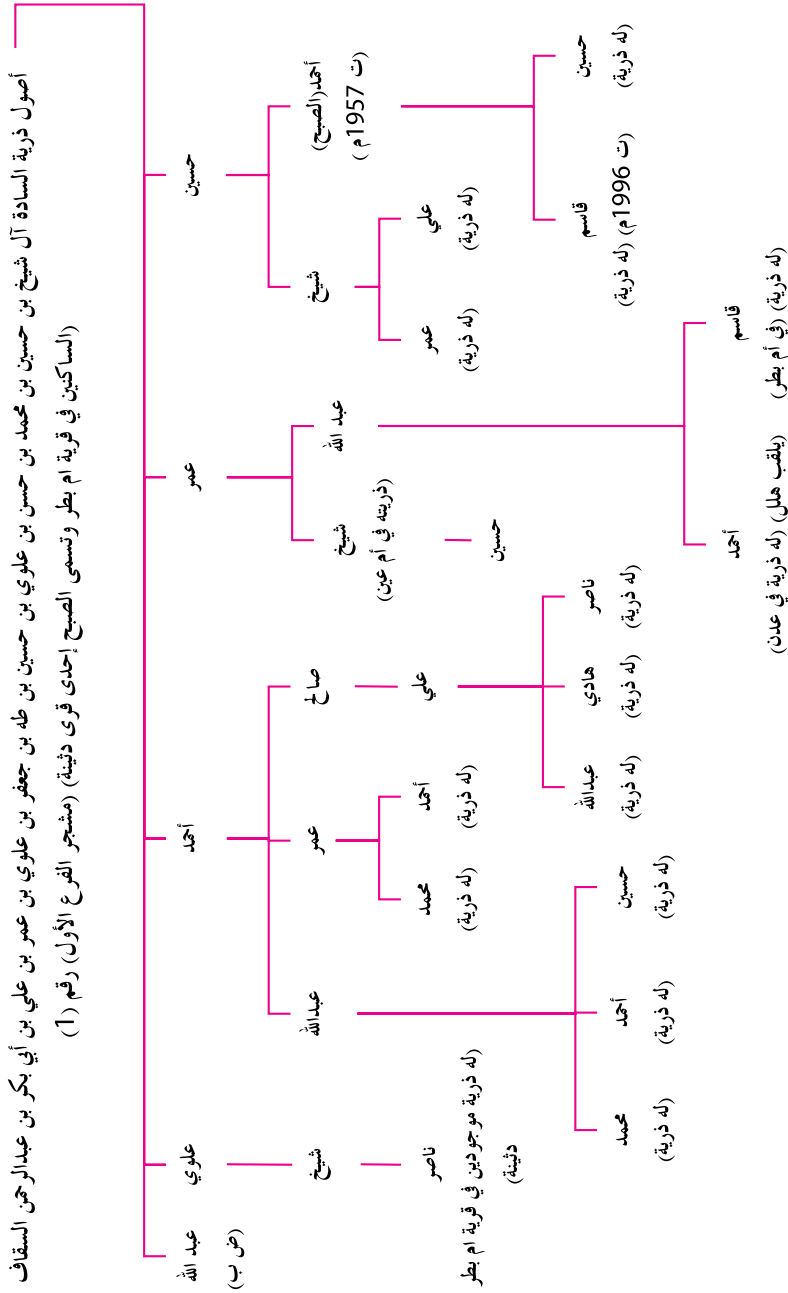 أصول ذرية السادة آل شيخ بن حسين بن محمد بن حسن بن علوي بن حسين بن طه بن جعفر بن علوي بن عمر بن علي بن أبي بكر بن عبدالرحمن السقاف
(الساكنين في قرية ام بطر وتسمى الصبح إحدى قرى دثينة) (مشجر الفرع الأول) رقم (1)
حسين
عمر
أحمد
علوي
عبد الله
(ض ب)
أحمد(الصبح)
(ت 1957م)
شيخ
عبد الله
شيخ
(ذريته في أم عين)
صالح
عمر
عبدالله
شيخ
علي
(له ذرية)
عمر
(له ذرية)
حسين
علي
أحمد
(له ذرية)
محمد
(له ذرية)
ناصر
(له ذرية موجودين في قرية ام بطر
دثينة)
حسين
(له ذرية)
قاسم
(ت 1996م) (له ذرية)
ناصر
(له ذرية)
هادي
(له ذرية)
عبدالله
(له ذرية)
حسين
(له ذرية)
أحمد
(له ذرية)
محمد
(له ذرية)
قاسم
(له ذرية) (في أم بطر)
أحمد
(يلقب هلل) (له ذرية في عدن)